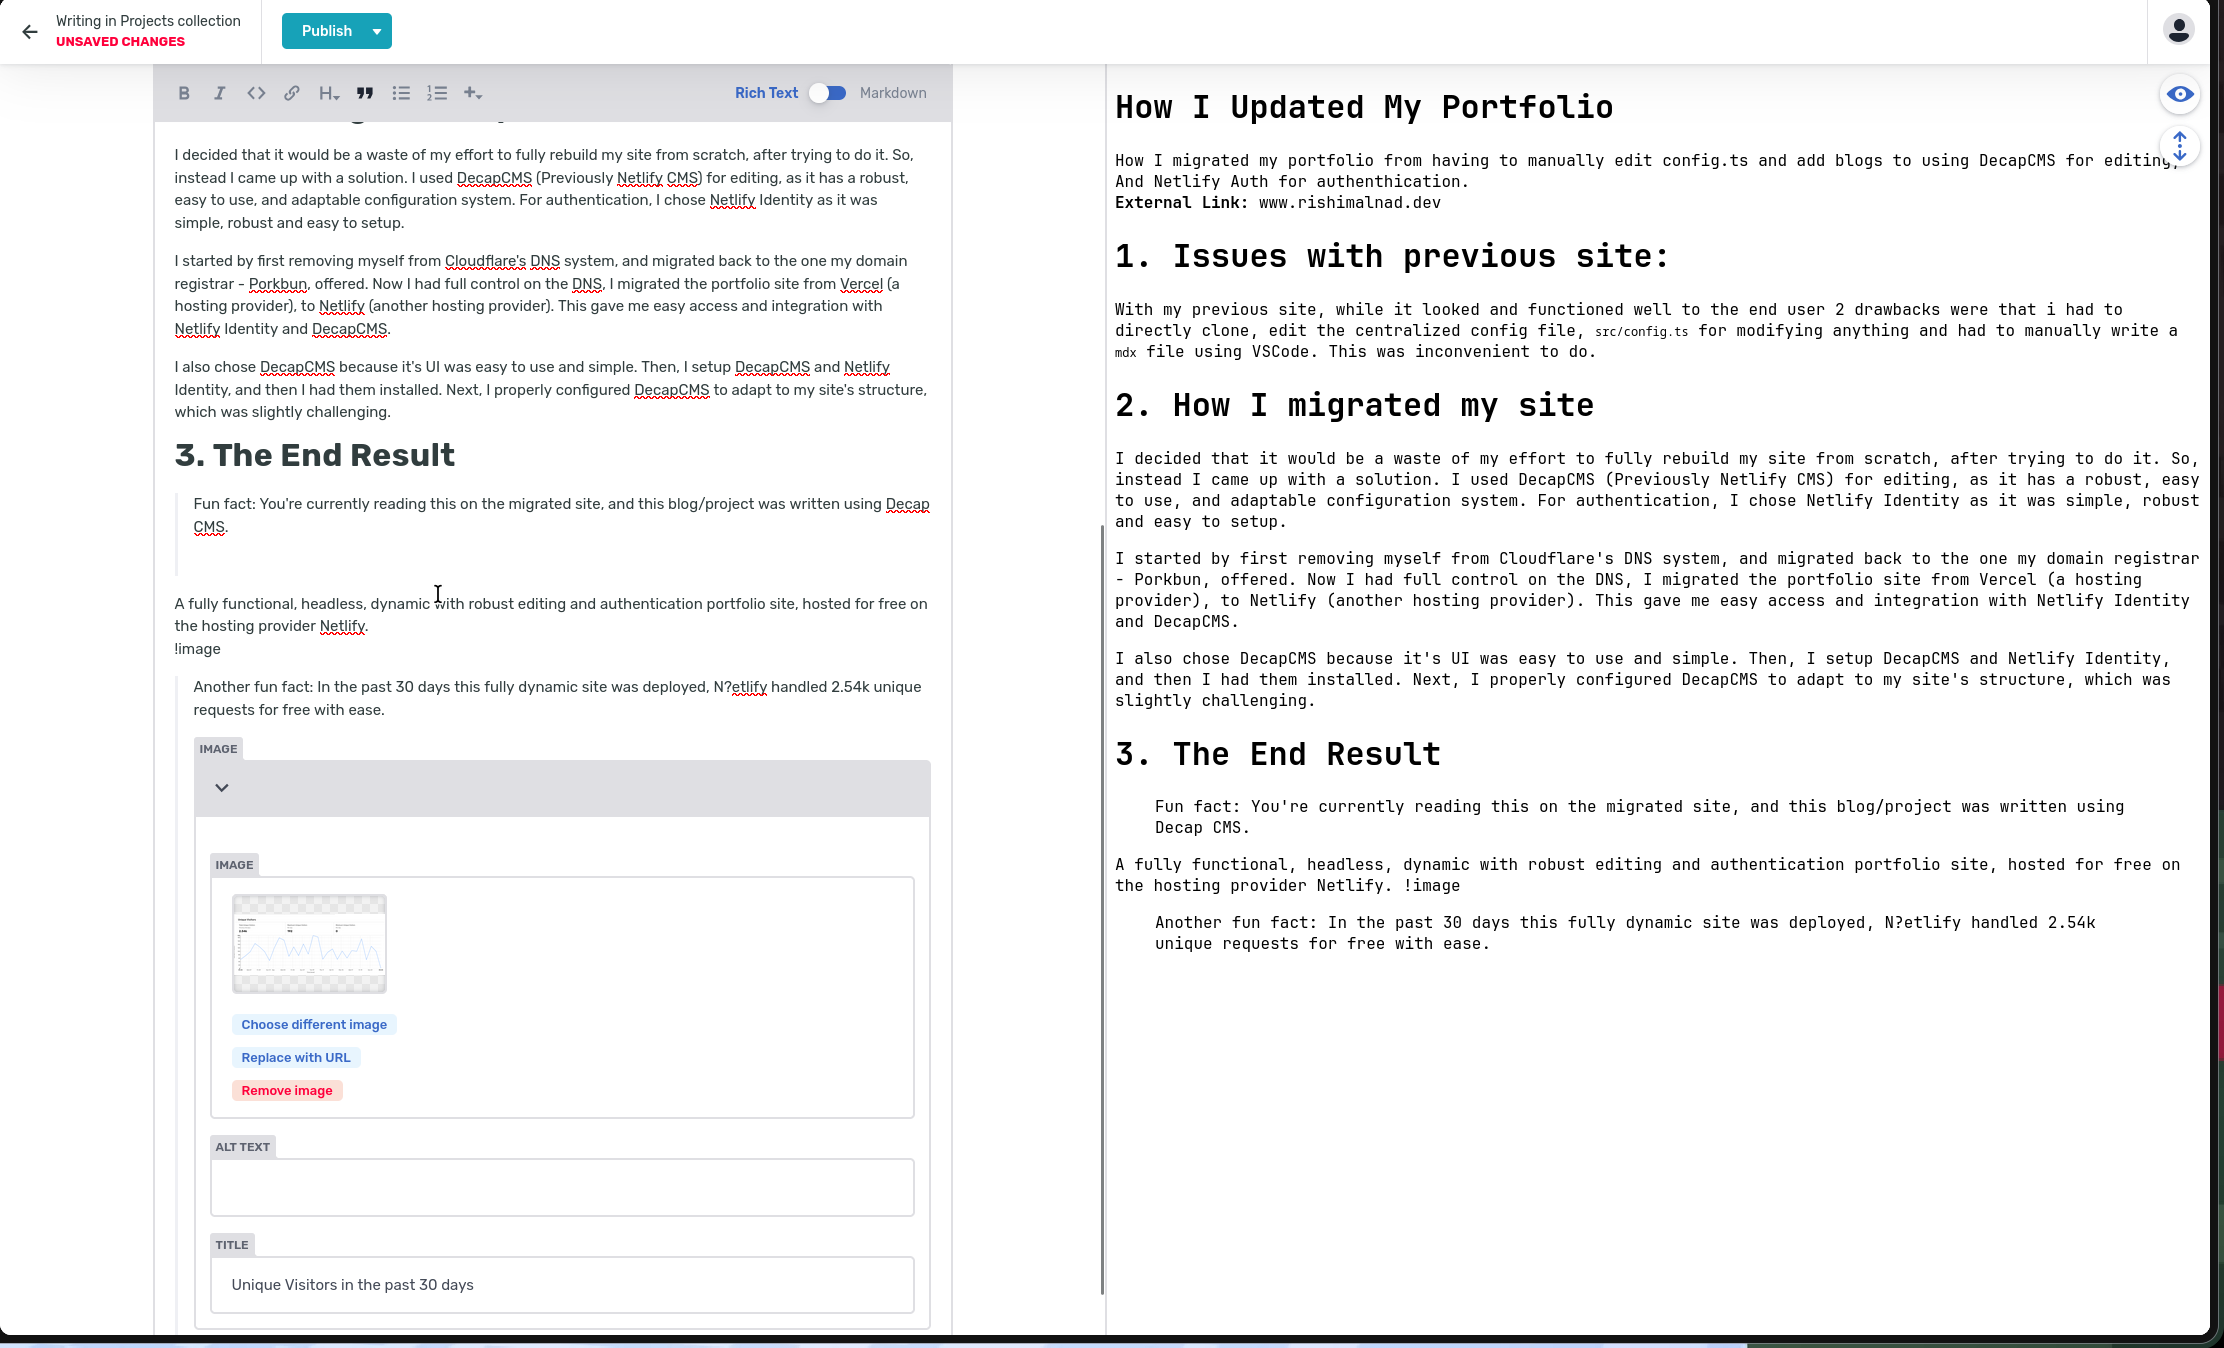 Writing in Projects collection
UNSAVED CHANGES
Publish
B I <> H
Rich Text
Markdown
I decided that it would be a waste of my effort to fully rebuild my site from scratch, after trying to do it. So,
instead I came up with a solution. I used DecapCMS (Previously Netlify CMS) for editing, as it has a robust,
easy to use, and adaptable configuration system. For authentication, I chose Netlify Identity as it was
simple, robust and easy to setup.
I started by first removing myself from Cloudflare's DNS system, and migrated back to the one my domain
registrar - Porkbun, offered. Now I had full control on the DNS, I migrated the portfolio site from Vercel (a
hosting provider), to Netlify (another hosting provider). This gave me easy access and integration with
Netlify Identity and DecapCMS.
I also chose DecapCMS because it's UI was easy to use and simple. Then, I setup DecapCMS and Netlify
Identity, and then I had them installed. Next, I properly configured DecapCMS to adapt to my site's structure,
which was slightly challenging.
3. The End Result
Fun fact: You're currently reading this on the migrated site, and this blog/project was written using Decap
CMS.
A fully functional, headless, dynamic with robust editing and authentication portfolio site, hosted for free on
the hosting provider Netlify.
!image
Another fun fact: In the past 30 days this fully dynamic site was deployed, N?etlify handled 2.54k unique
requests for free with ease.
IMAGE
IMAGE
Choose different image
Replace with URL
Remove image
ALT TEXT
TITLE
Unique Visitors in the past 30 days
How I Updated My Portfolio
How I migrated my portfolio from having to manually edit config.ts and add blogs to using DecapCMS for editing,
And Netlify Auth for authenthication.
External Link: www.rishimalnad.dev
1. Issues with previous site:
With my previous site, while it looked and functioned well to the end user 2 drawbacks were that i had to
directly clone, edit the centralized config file, src/config.ts for modifying anything and had to manually write a
mdx file using VSCode. This was inconvenient to do.
2. How I migrated my site
I decided that it would be a waste of my effort to fully rebuild my site from scratch, after trying to do it. So,
instead I came up with a solution. I used DecapCMS (Previously Netlify CMS) for editing, as it has a robust, easy
to use, and adaptable configuration system. For authentication, I chose Netlify Identity as it was simple, robust
and easy to setup.
I started by first removing myself from Cloudflare's DNS system, and migrated back to the one my domain registrar
- Porkbun, offered. Now I had full control on the DNS, I migrated the portfolio site from Vercel (a hosting
provider), to Netlify (another hosting provider). This gave me easy access and integration with Netlify Identity
and DecapCMS.
I also chose DecapCMS because it's UI was easy to use and simple. Then, I setup DecapCMS and Netlify Identity,
and then I had them installed. Next, I properly configured DecapCMS to adapt to my site's structure, which was
slightly challenging.
3. The End Result
Fun fact: You're currently reading this on the migrated site, and this blog/project was written using
Decap CMS.
A fully functional, headless, dynamic with robust editing and authentication portfolio site, hosted for free on
the hosting provider Netlify. !image
Another fun fact: In the past 30 days this fully dynamic site was deployed, N?etlify handled 2.54k
unique requests for free with ease.